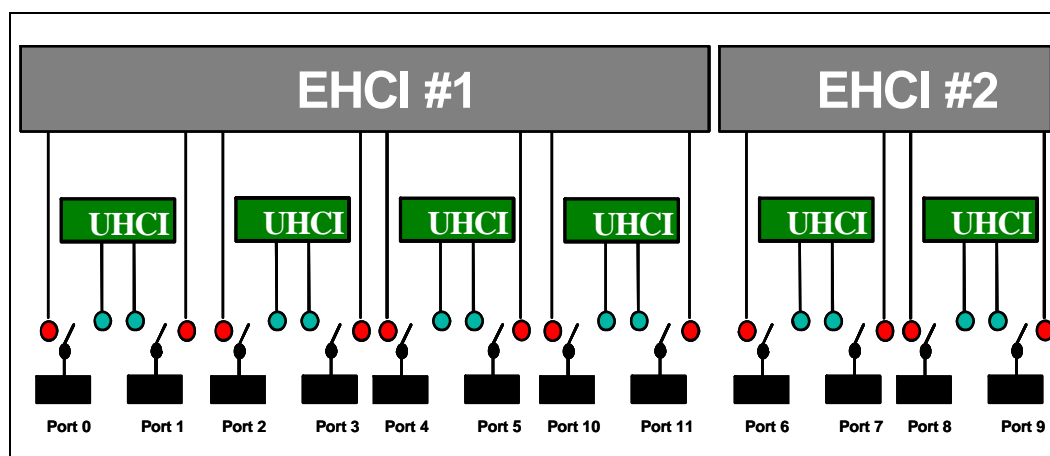 EHCI #1 EHCI #2
UHCI UHCI UHCI UHCI UHCI UHCI
Port 0 Port 1 Port 2 Port 3 Port 4 Port 5 Port 10 Port 11 Port 6 Port 7 Port 8 Port 9